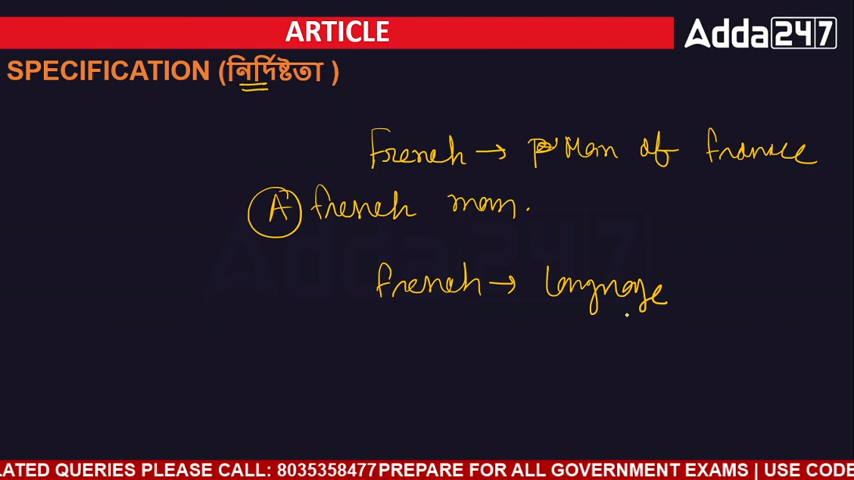 ARTICLE
Adda247
SPECIFICATION (নির্দিষ্টতা )
French → Man of france
A french man.
french → language
LATED QUERIES PLEASE CALL: 8035358477 PREPARE FOR ALL GOVERNMENT EXAMS | USE CODE